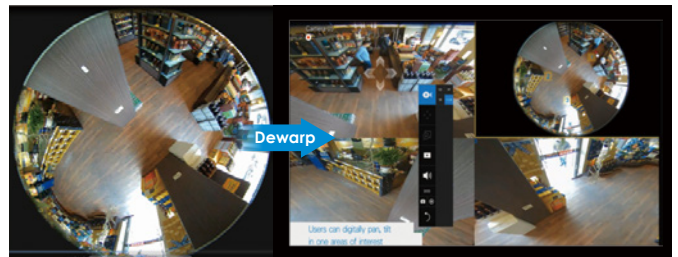 Dewarp
Users can digitally pan, tilt
in one areas of interest